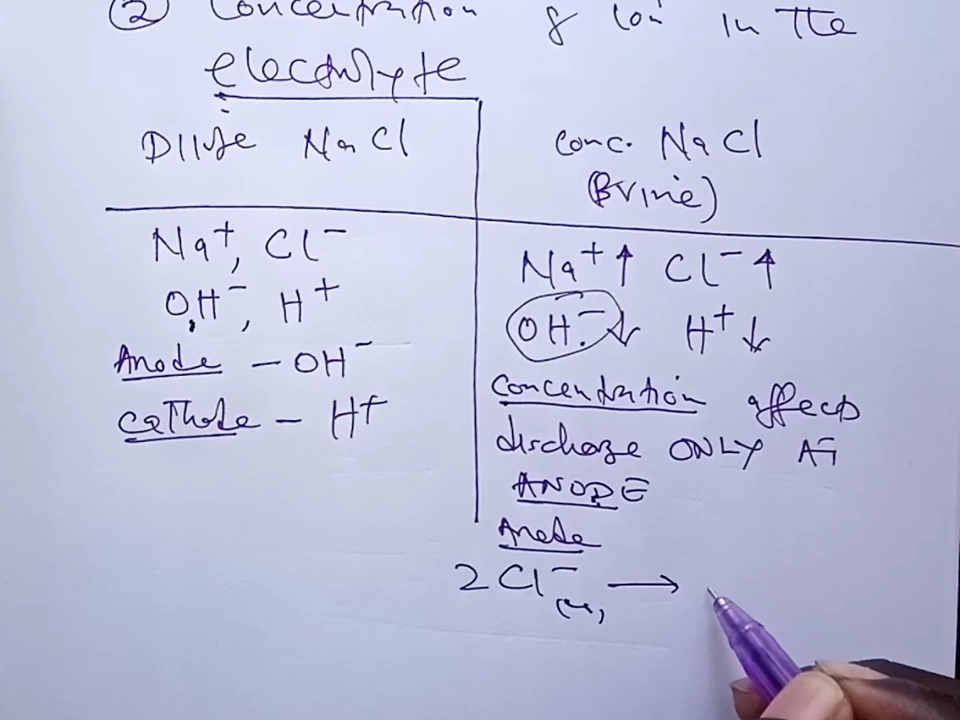 ② Concentration of ion in the
electrolyte
Dilute NaCl
Na⁺, Cl⁻
OH⁻, H⁺
Anode – OH⁻
Cathode – H⁺
Conc. NaCl
(Brine)
Na⁺↑ Cl⁻↑
OH⁻↓ H⁺↓
Concentration affects
discharge ONLY AT
ANODE
Anode
2Cl⁻ →